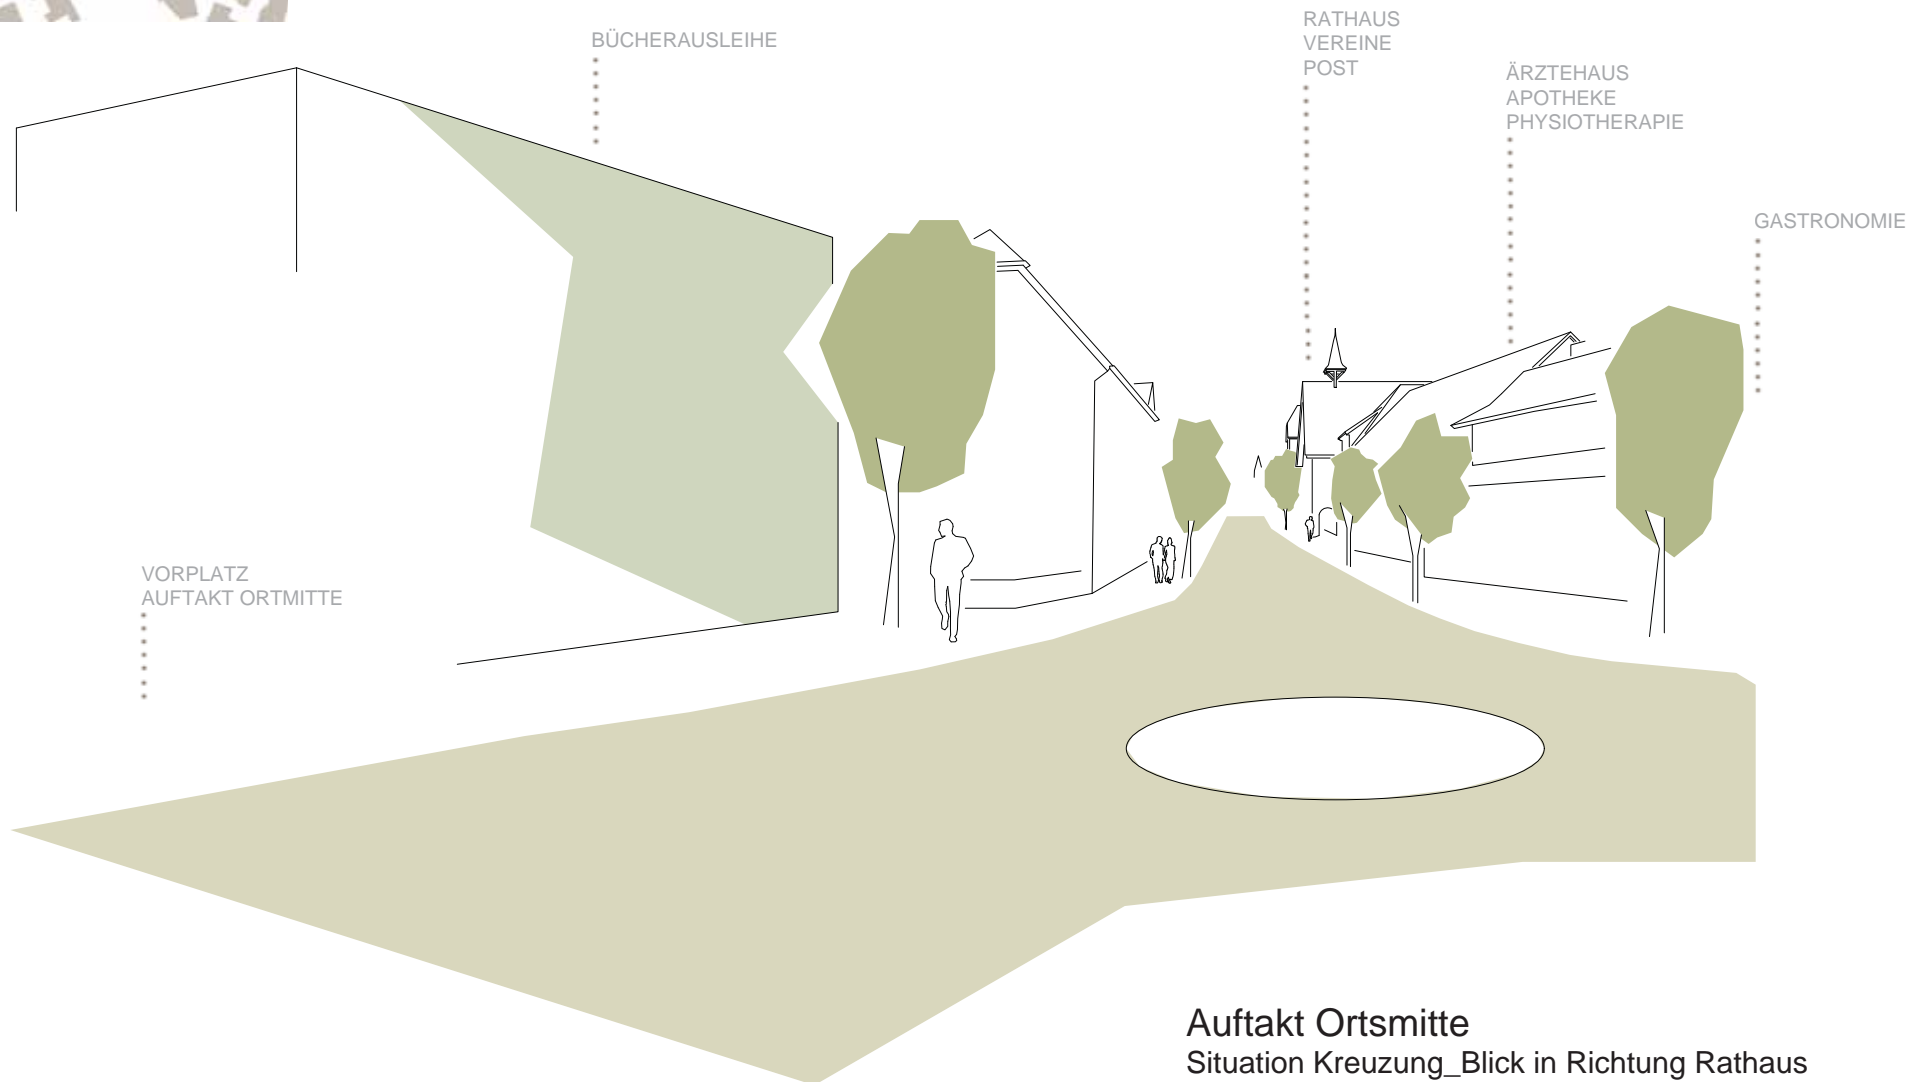 BÜCHERAUSLEIHE
RATHAUS
VEREINE
POST
ÄRZTEHAUS
APOTHEKE
PHYSIOTHERAPIE
GASTRONOMIE
VORPLATZ
AUFTAKT ORTMITTE
Auftakt Ortsmitte
Situation Kreuzung_Blick in Richtung Rathaus